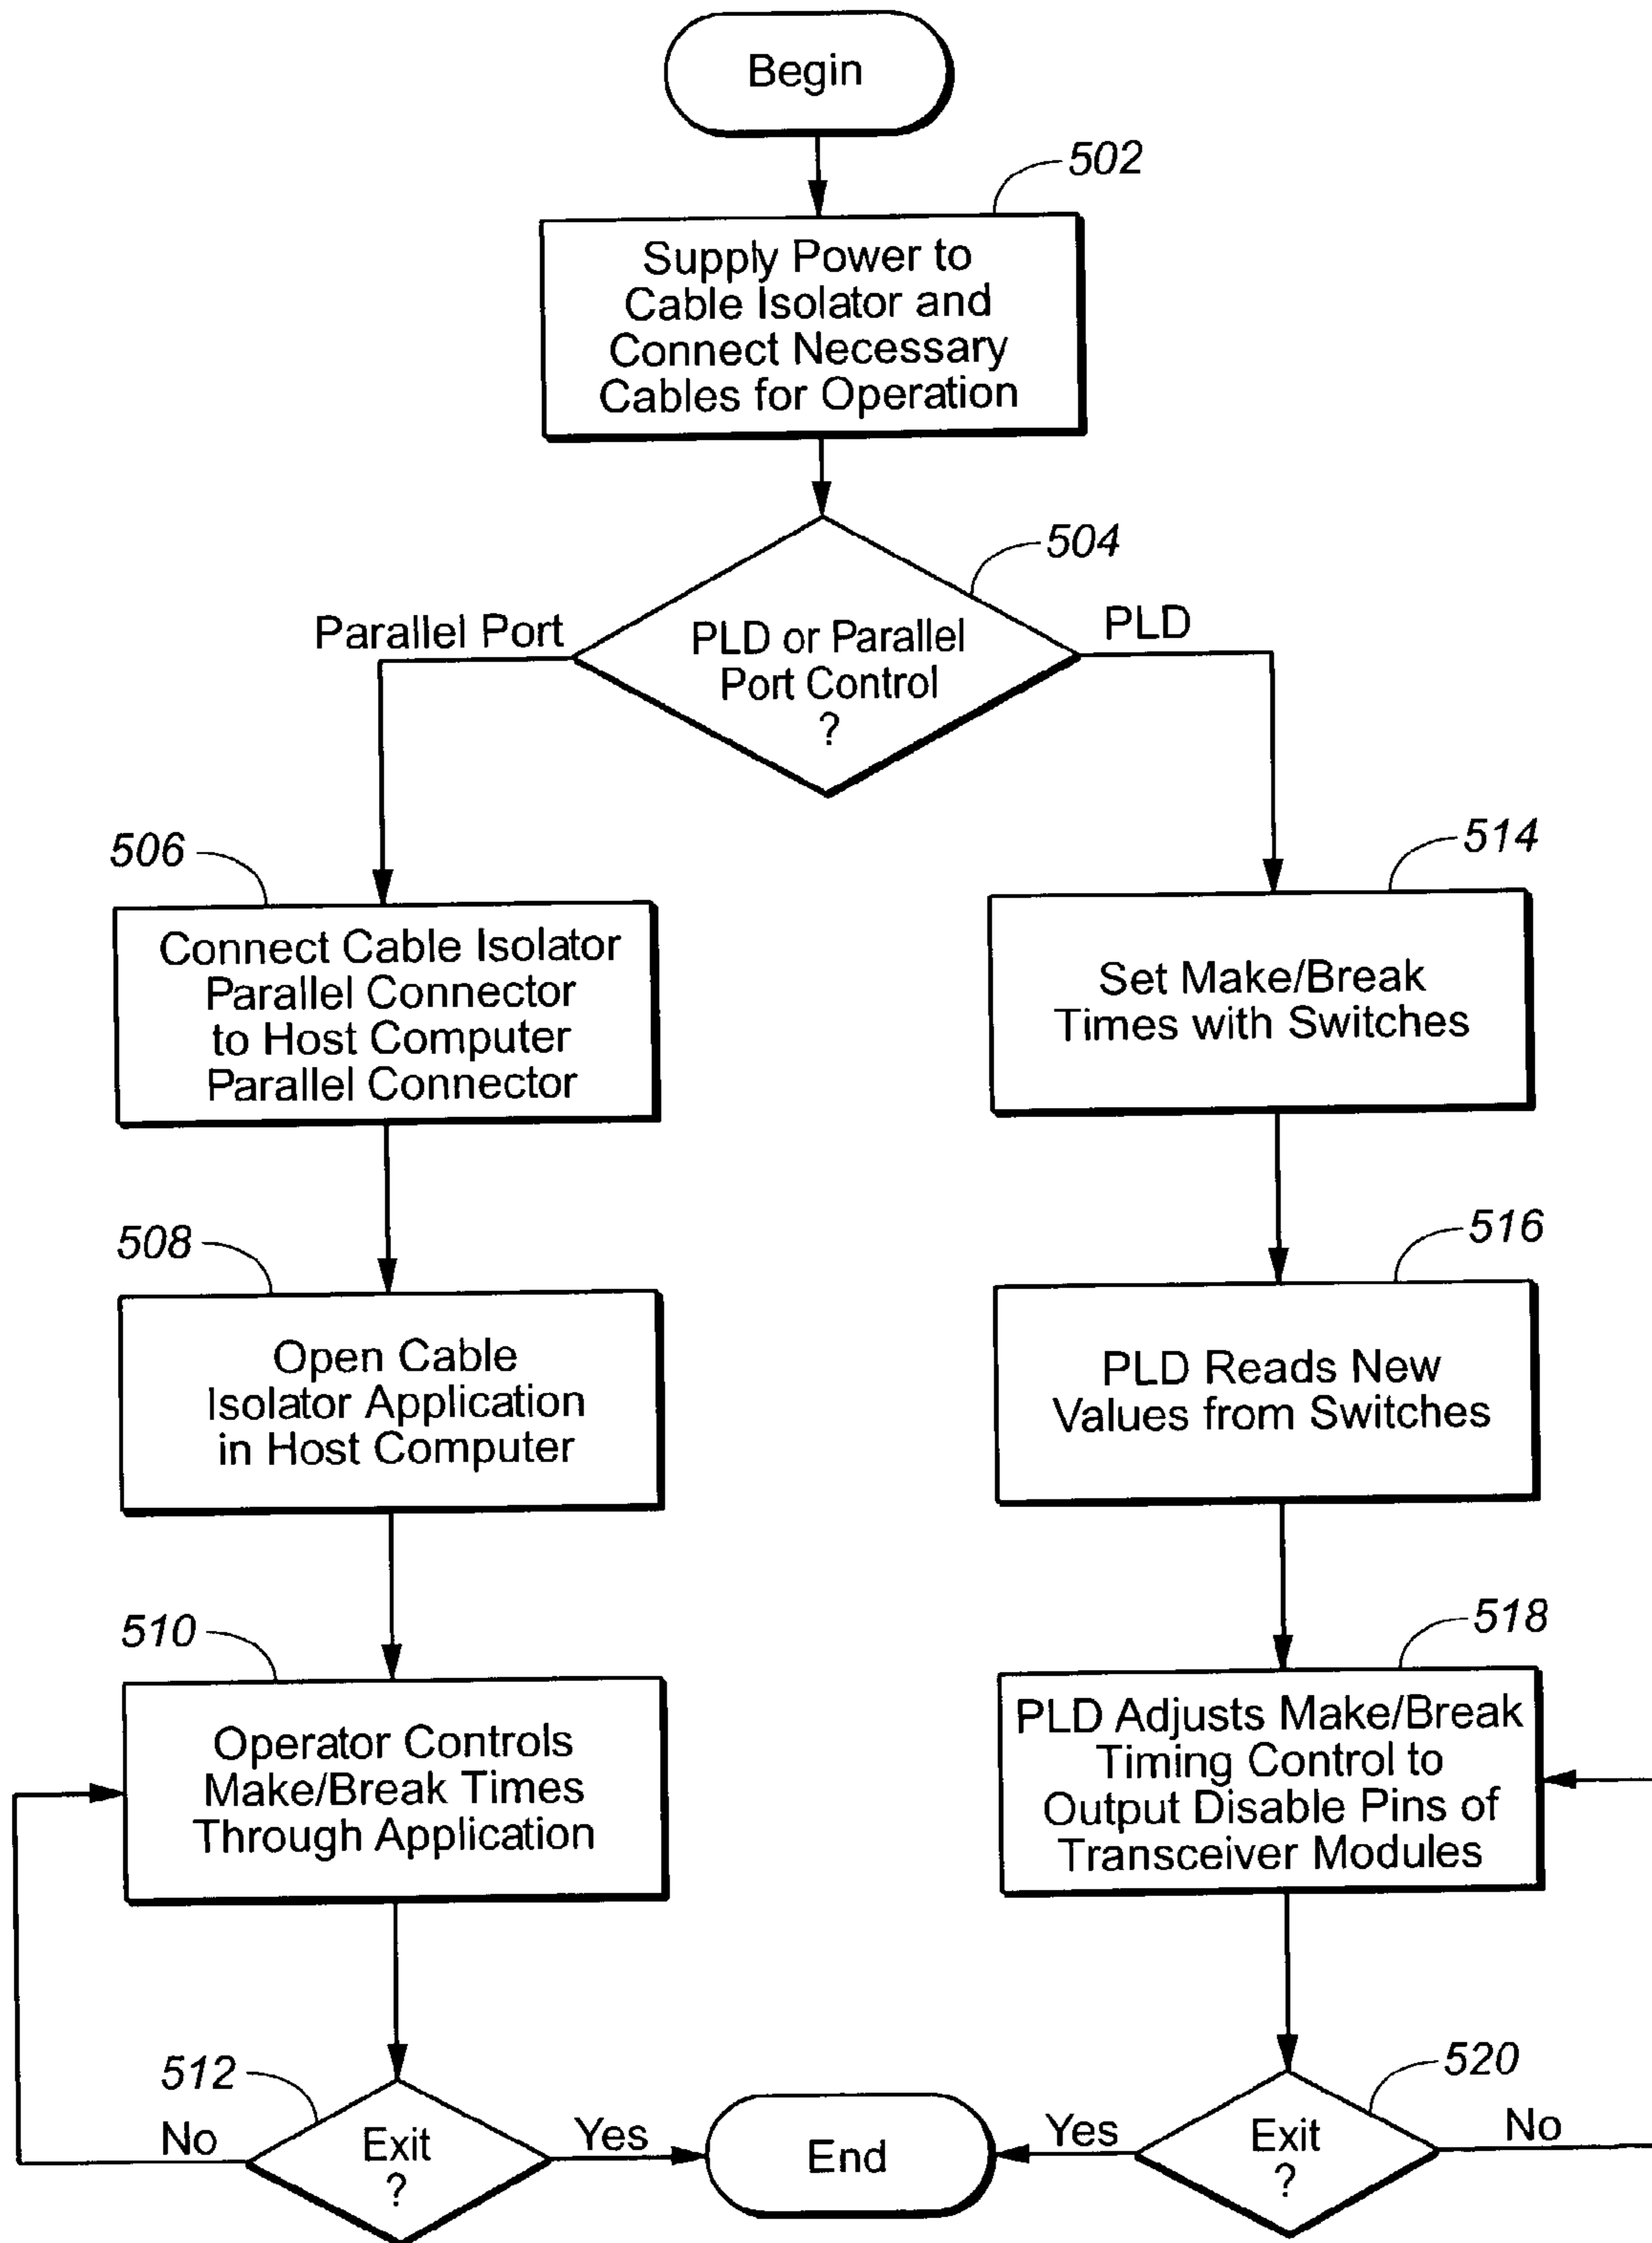 Begin
502
Supply Power to
Cable Isolator and
Connect Necessary
Cables for Operation
504
Parallel Port
PLD or Parallel
Port Control
?
PLD
506
Connect Cable Isolator
Parallel Connector
to Host Computer
Parallel Connector
514
Set Make/Break
Times with Switches
508
Open Cable
Isolator Application
in Host Computer
516
PLD Reads New
Values from Switches
510
Operator Controls
Make/Break Times
Through Application
518
PLD Adjusts Make/Break
Timing Control to
Output Disable Pins of
Transceiver Modules
512
No
Exit
?
Yes
End
Yes
520
Exit
?
No